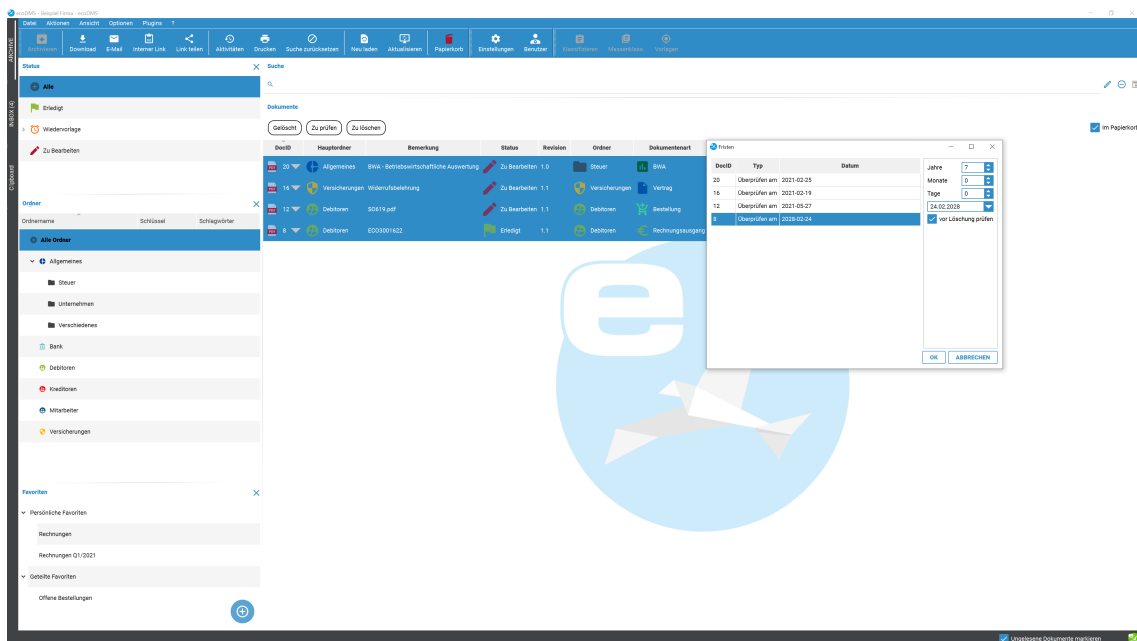 ecoDMS - Beispiel Firma - ecoDMS
Datei Aktionen Ansicht Optionen Plugins ?
Archivieren Download E-Mail Interner Link Link teilen Aktivitäten Drucken Suche zurücksetzen Neu laden Aktualisieren Papierkorb Einstellungen Benutzer Klassifizieren Massenklass. Vorlagen
ARCHIVE
INBOX (4)
Clipboard
Status
Alle
Erledigt
Wiedervorlage
Zu Bearbeiten
Ordner
Ordnername Schlüssel Schlagwörter
Alle Ordner
Allgemeines
Steuer
Unternehmen
Verschiedenes
Bank
Debitoren
Kreditoren
Mitarbeiter
Versicherungen
Favoriten
Persönliche Favoriten
Rechnungen
Rechnungen Q1/2021
Geteilte Favoriten
Offene Bestellungen
Suche
Dokumente
Gelöscht Zu prüfen Zu löschen
Im Papierkorb
DocID Hauptordner Bemerkung Status Revision Ordner Dokumentenart
20 Allgemeines BWA - Betriebswirtschaftliche Auswertung Zu Bearbeiten 1.0 Steuer BWA
16 Versicherungen Widerrufsbelehrung Zu Bearbeiten 1.1 Versicherungen Vertrag
12 Debitoren SO619.pdf Zu Bearbeiten 1.1 Debitoren Bestellung
8 Debitoren ECO3001622 Erledigt 1.1 Debitoren Rechnungsausgang
e
Fristen
DocID Typ Datum
20 Überprüfen am 2021-02-25
16 Überprüfen am 2021-02-19
12 Überprüfen am 2021-05-27
8 Überprüfen am 2028-02-24
Jahre 7
Monate 0
Tage 0
24.02.2028
vor Löschung prüfen
OK ABBRECHEN
Ungelesene Dokumente markieren